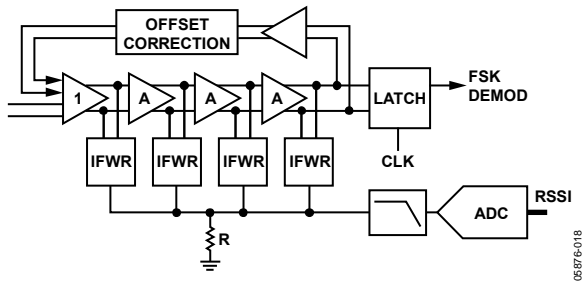 OFFSET
CORRECTION
1
A
A
A
LATCH
FSK
DEMOD
IFWR
IFWR
IFWR
IFWR
CLK
R
ADC
RSSI
05876-018